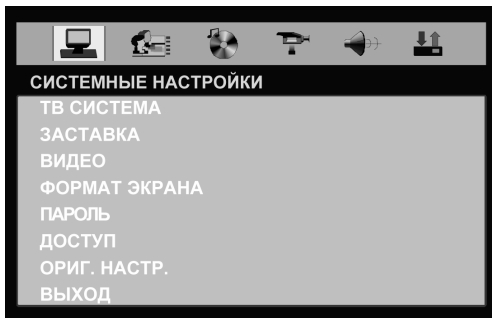 СИСТЕМНЫЕ НАСТРОЙКИ
ТВ СИСТЕМА
ЗАСТАВКА
ВИДЕО
ФОРМАТ ЭКРАНА
ПАРОЛЬ
ДОСТУП
ОРИГ. НАСТР.
ВЫХОД